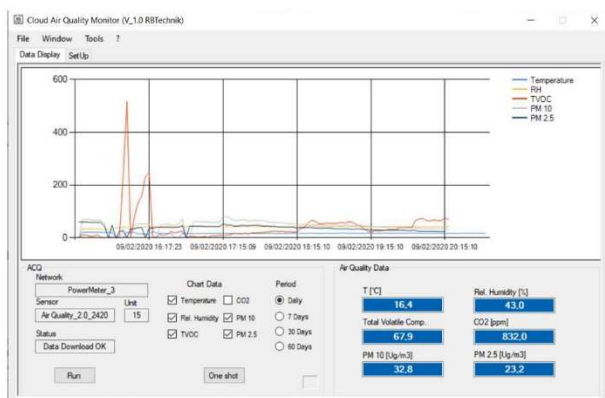 Cloud Air Quality Monitor (V_1.0 RBTechnik)
File Window Tools ?
Data Display SetUp
600
400
200
0
Temperature
RH
TVOC
PM 10
PM 2.5
09/02/2020 16:17:23 09/02/2020 17:15:09 09/02/2020 18:15:10 09/02/2020 19:15:10 09/02/2020 20:15:10
ACQ
Network
PowerMeter_3
Sensor Unit
Air Quality_2.0_2420 15
Status
Data Download OK
Run
Chart Data
Temperature CO2
Rel. Humidity PM 10
TVOC PM 2.5
One shot
Period
Daily
7 Days
30 Days
60 Days
Air Quality Data
T [°C] Rel. Humidity [%]
16,4 43,0
Total Volatile Comp. CO2 [ppm]
67,9 832,0
PM 10 [Ug/m3] PM 2.5 [Ug/m3]
32,8 23,2